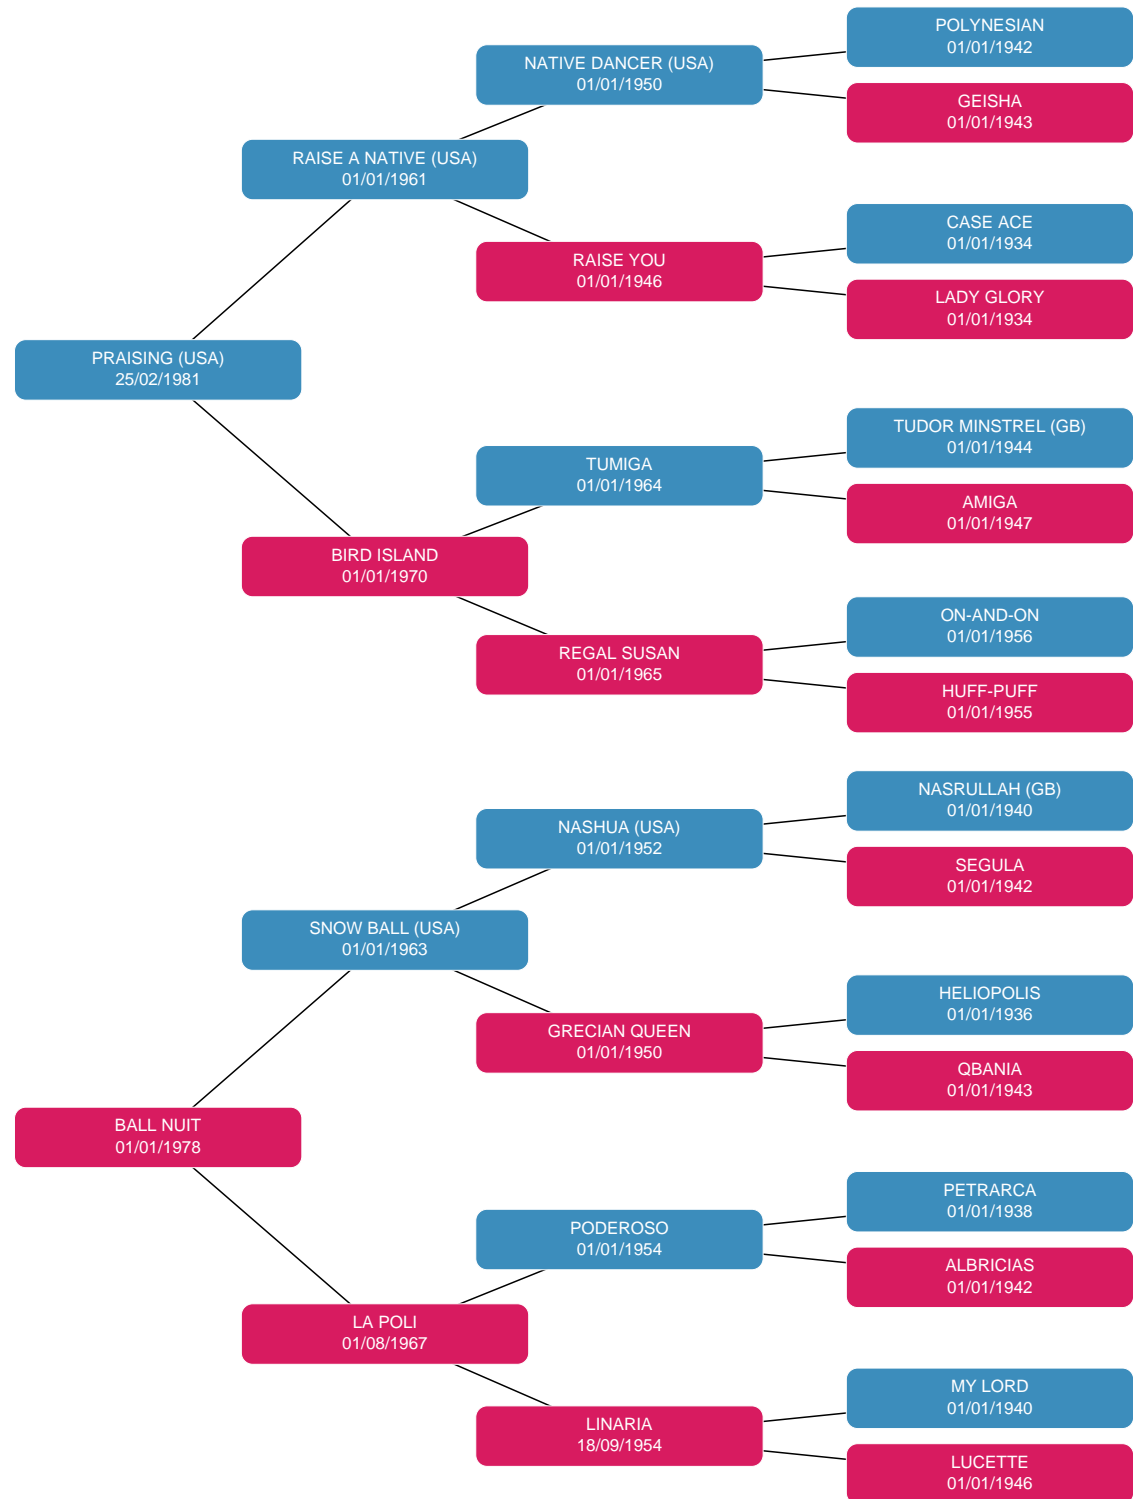 POLYNESIAN
01/01/1942
NATIVE DANCER (USA)
01/01/1950
GEISHA
01/01/1943
RAISE A NATIVE (USA)
01/01/1961
CASE ACE
01/01/1934
RAISE YOU
01/01/1946
LADY GLORY
01/01/1934
PRAISING (USA)
25/02/1981
TUDOR MINSTREL (GB)
01/01/1944
TUMIGA
01/01/1964
AMIGA
01/01/1947
BIRD ISLAND
01/01/1970
ON-AND-ON
01/01/1956
REGAL SUSAN
01/01/1965
HUFF-PUFF
01/01/1955
NASRULLAH (GB)
01/01/1940
NASHUA (USA)
01/01/1952
SEGULA
01/01/1942
SNOW BALL (USA)
01/01/1963
HELIOPOLIS
01/01/1936
GRECIAN QUEEN
01/01/1950
QBANIA
01/01/1943
BALL NUIT
01/01/1978
PETRARCA
01/01/1938
PODEROSO
01/01/1954
ALBRICIAS
01/01/1942
LA POLI
01/08/1967
MY LORD
01/01/1940
LINARIA
18/09/1954
LUCETTE
01/01/1946